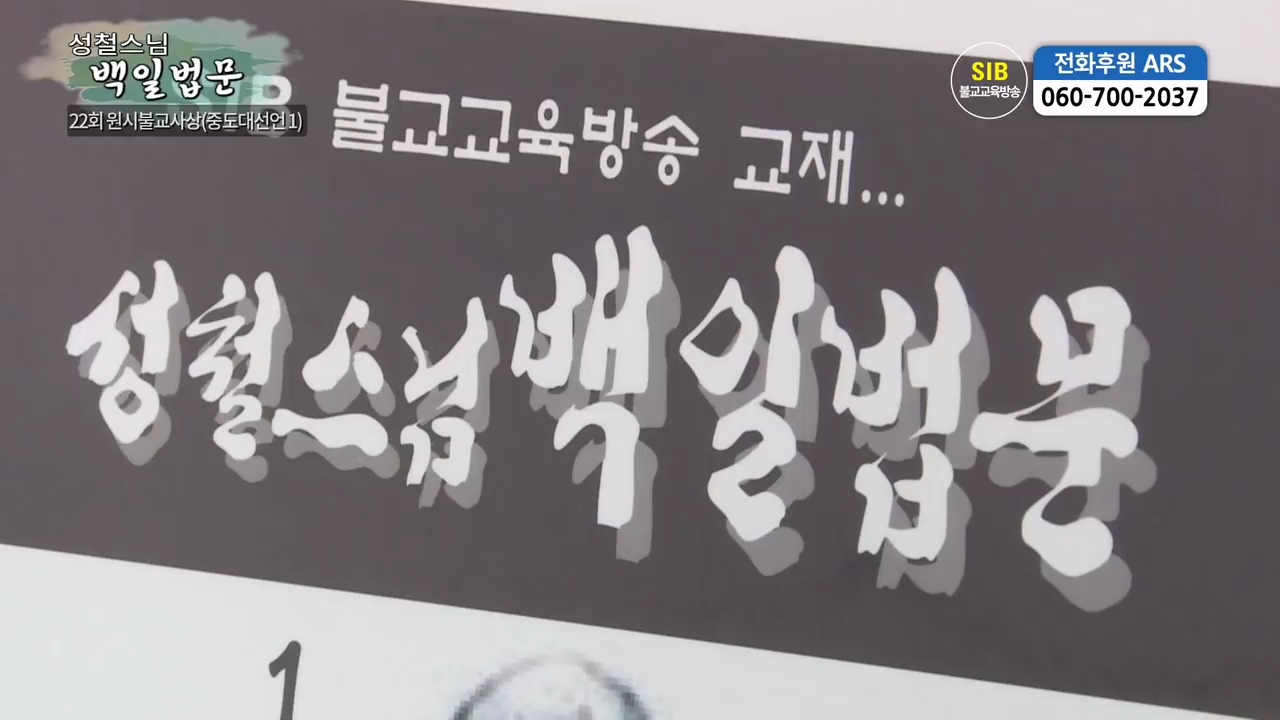 성철스님
백일법문
22회 원시불교사상(중도대선언 1)
SIB
불교교육방송
전화후원 ARS
060-700-2037
불교교육방송 교재...
성철스님 백일법문
1